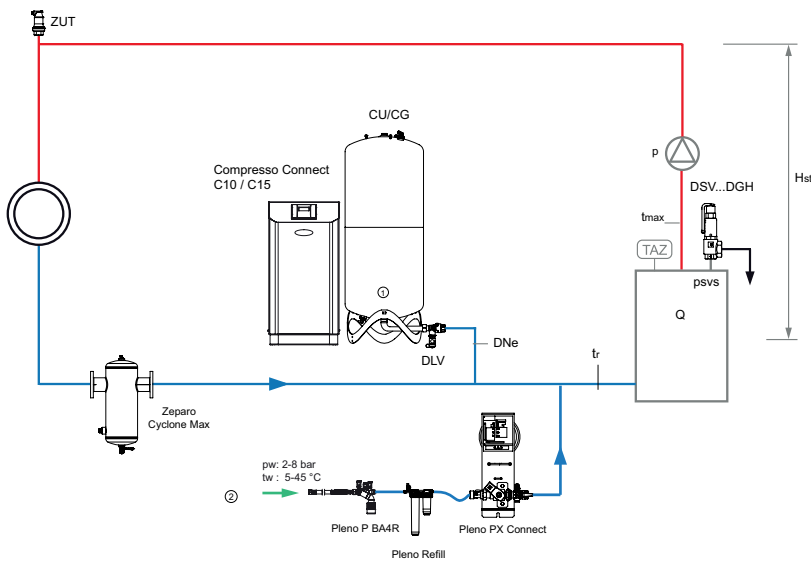 ZUT
CU/CG
Compresso Connect
C10 / C15
p
Hst
DSV...DGH
tmax
TAZ
psvs
1
Q
DNe
DLV
tr
Zeparo
Cyclone Max
pw: 2-8 bar
tw : 5-45 °C
2
Pleno P BA4R
Pleno PX Connect
Pleno Refill